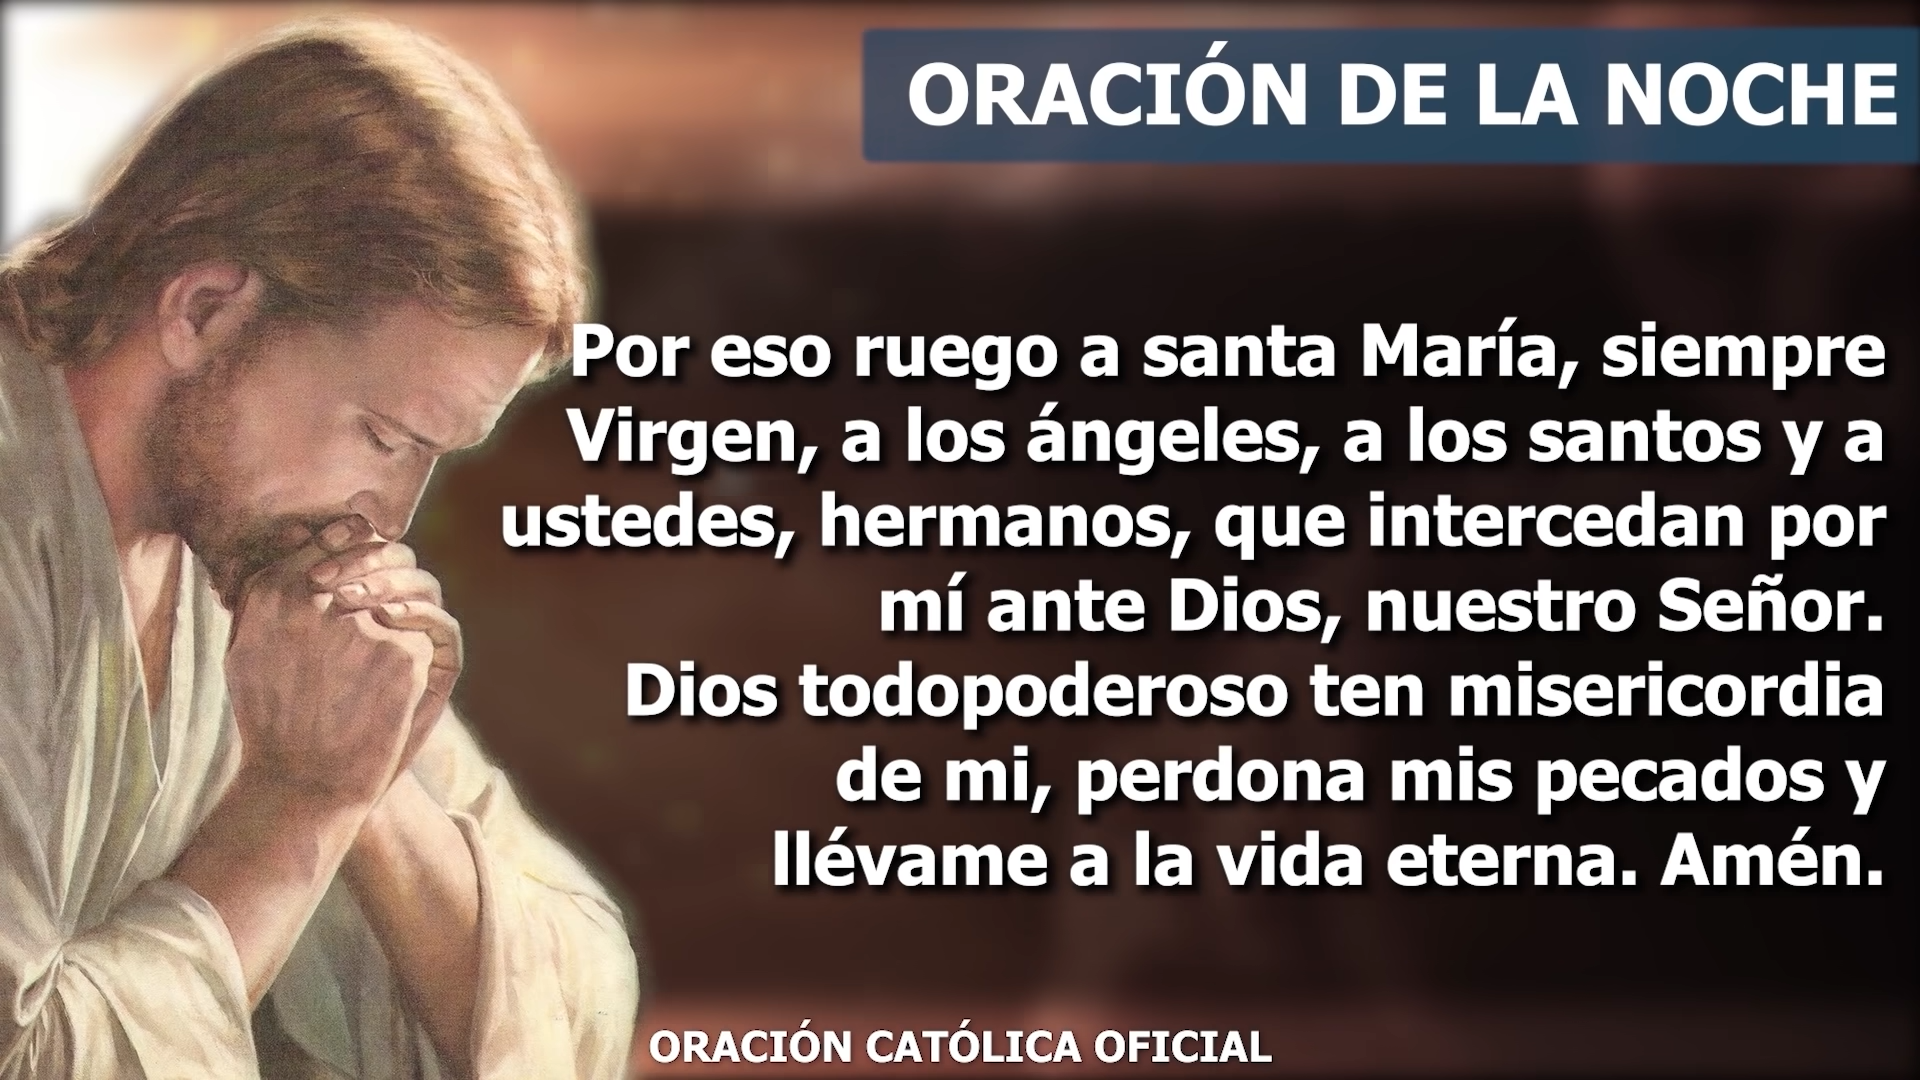 ORACIÓN DE LA NOCHE
Por eso ruego a santa María, siempre
Virgen, a los ángeles, a los santos y a
ustedes, hermanos, que intercedan por
mí ante Dios, nuestro Señor.
Dios todopoderoso ten misericordia
de mi, perdona mis pecados y
llévame a la vida eterna. Amén.
ORACIÓN CATÓLICA OFICIAL